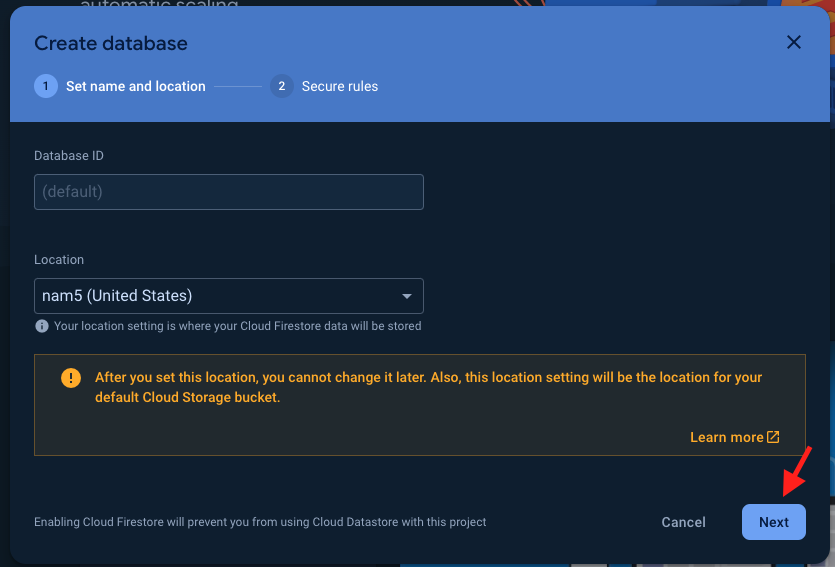 automatic scaling
Create database
1 Set name and location 2 Secure rules
Database ID
(default)
Location
nam5 (United States)
Your location setting is where your Cloud Firestore data will be stored
After you set this location, you cannot change it later. Also, this location setting will be the location for your
default Cloud Storage bucket.
Learn more
Enabling Cloud Firestore will prevent you from using Cloud Datastore with this project
Cancel
Next